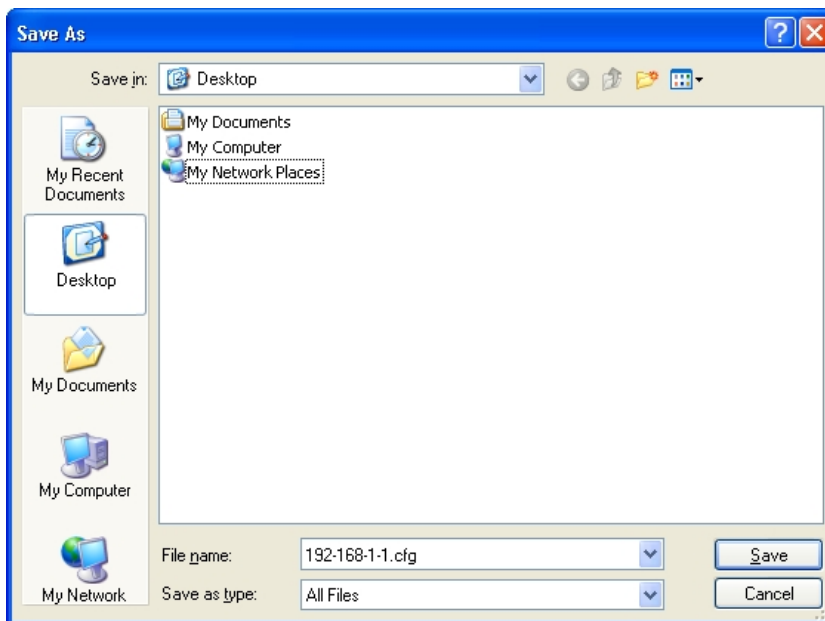 Save As
Save in:
Desktop
My Recent
Documents
Desktop
My Documents
My Computer
My Network
My Documents
My Computer
My Network Places
File name:
192-168-1-1.cfg
Save
Save as type:
All Files
Cancel